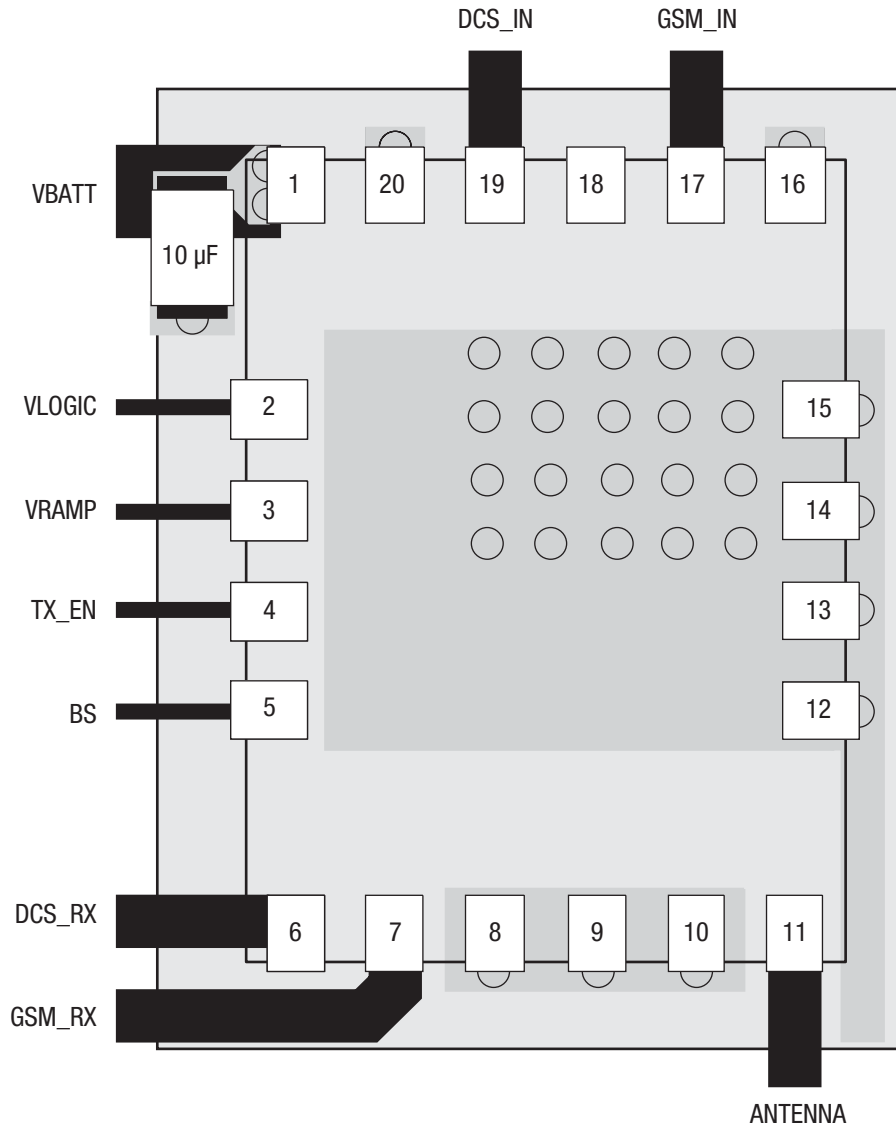 DCS_IN GSM_IN
VBATT
1 20 19 18 17 16
10 µF
VLOGIC 2 15
VRAMP 3 14
TX_EN 4 13
BS 5 12
DCS_RX 6 7 8 9 10 11
GSM_RX
ANTENNA